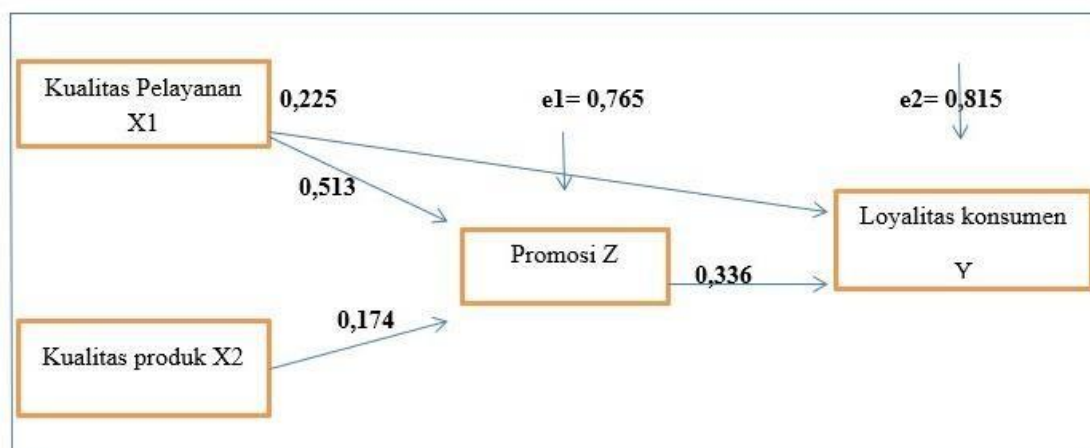 Kualitas Pelayanan
X1
0,225
e1= 0,765
e2= 0,815
0,513
Loyalitas konsumen
Y
Promosi Z
0,336
0,174
Kualitas produk X2